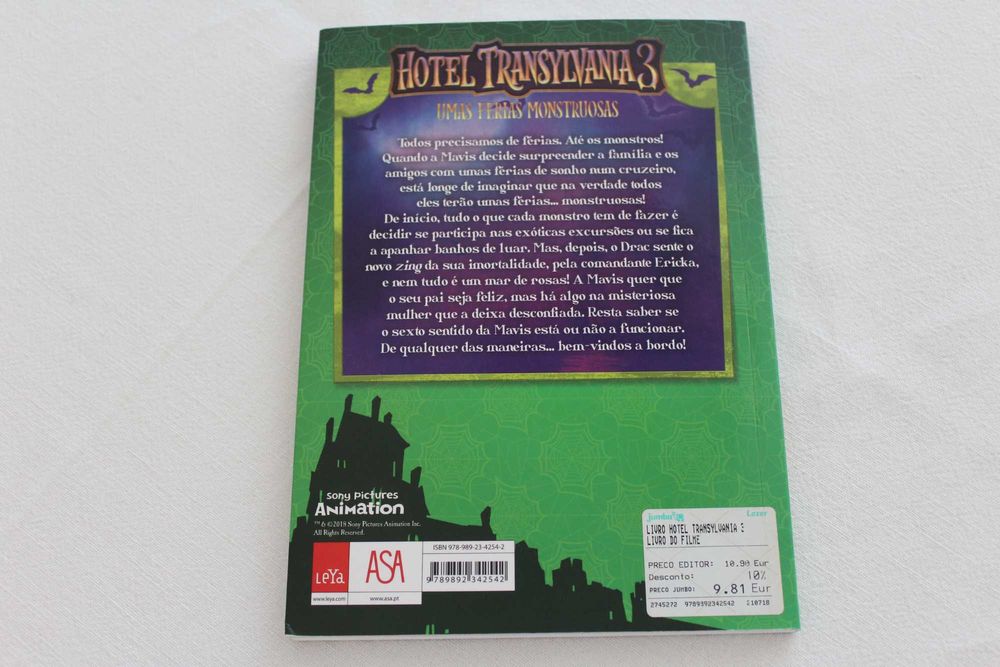 HOTEL TRANSYLVANIA 3
UMAS FÉRIAS MONSTRUOSAS
Todos precisamos de férias. Até os monstros!
Quando a Mavis decide surpreender a família e os
amigos com umas férias de sonho num cruzeiro,
está longe de imaginar que na verdade todos
eles terão umas férias... monstruosas!
De início, tudo o que cada monstro tem de fazer é
decidir se participa nas exóticas excursões ou se fica
a apanhar banhos de luar. Mas, depois, o Drac sente o
novo zing da sua imortalidade, pela comandante Ericka,
e nem tudo é um mar de rosas! A Mavis quer que
o seu pai seja feliz, mas há algo na misteriosa
mulher que a deixa desconfiada. Resta saber se
o sexto sentido da Mavis está ou não a funcionar.
De qualquer das maneiras... bem-vindos a bordo!
Sony Pictures
Animation
™ & ©2018 Sony Pictures Animation Inc.
All Rights Reserved.
LeYa
www.leya.com
ASA
www.asa.pt
ISBN 978-989-23-4254-2
9 789892 342542
jumbo
Lazer
LIVRO HOTEL TRANSYLVANIA 3
LIVRO DO FILME
PRECO EDITOR: 10.90 Eur
Desconto: 10%
PRECO JUMBO: 9.81 Eur
2745272 9789892342542 210718